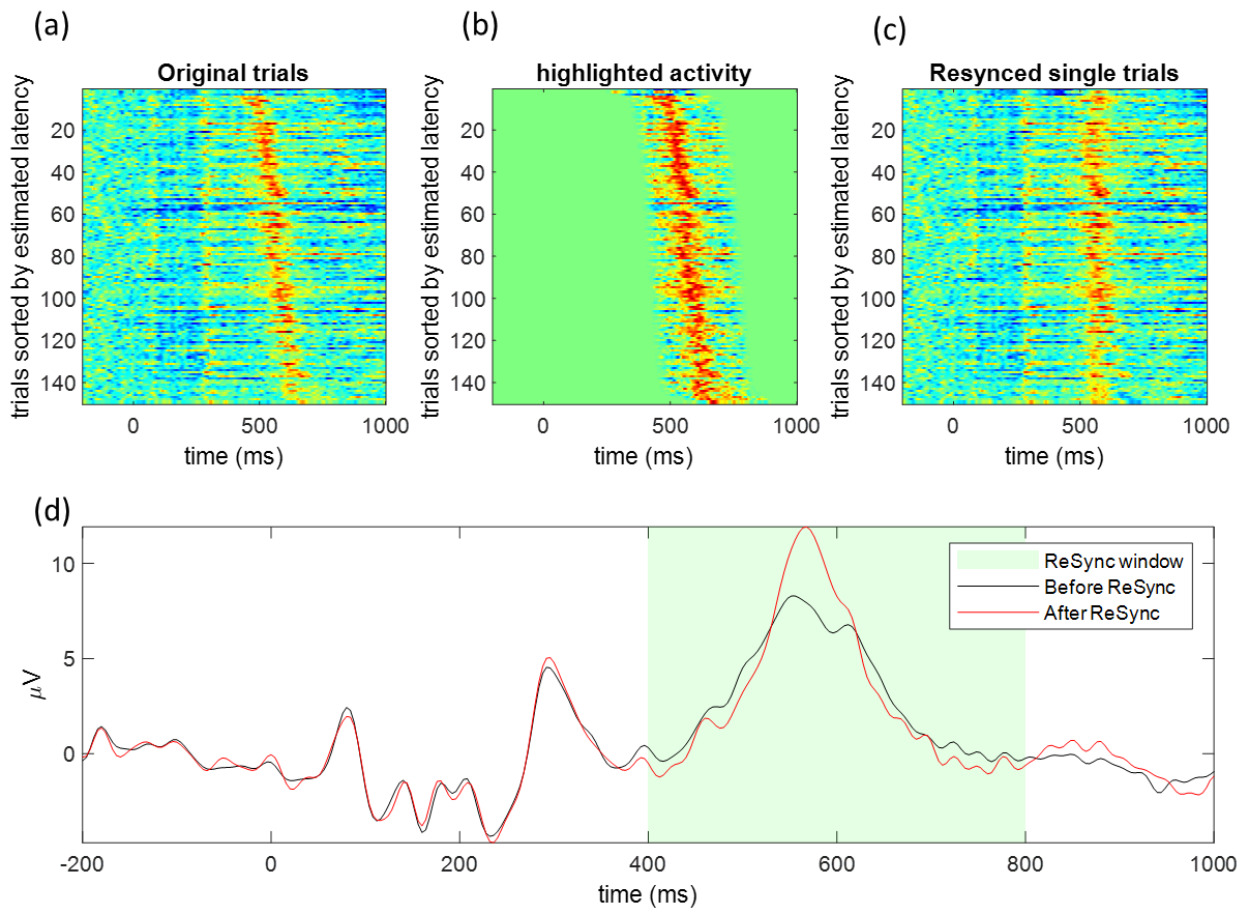 (a)
Original trials
trials sorted by estimated latency
20
40
60
80
100
120
140
0
500
1000
time (ms)
(b)
highlighted activity
trials sorted by estimated latency
20
40
60
80
100
120
140
0
500
1000
time (ms)
(c)
Resynced single trials
trials sorted by estimated latency
20
40
60
80
100
120
140
0
500
1000
time (ms)
(d)
μV
10
5
0
ReSync window
Before ReSync
After ReSync
-200
0
200
400
600
800
1000
time (ms)